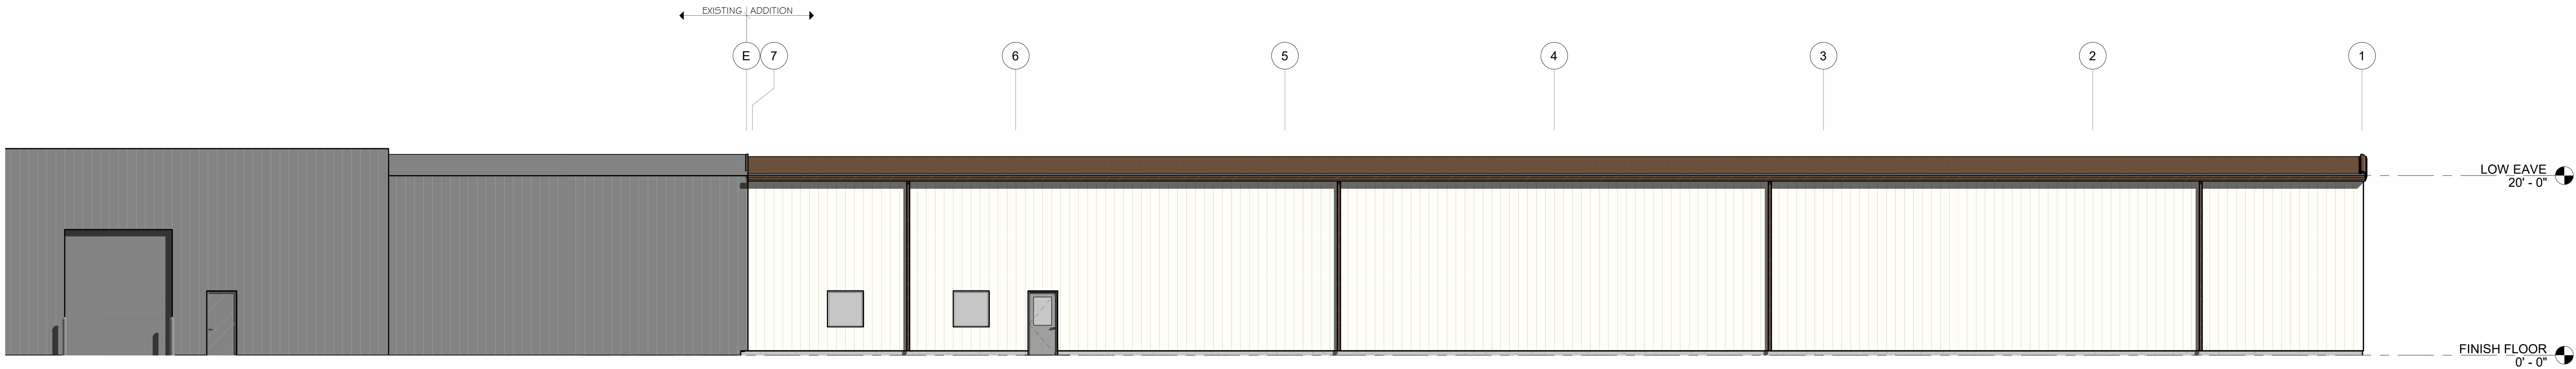 EXISTING ADDITION
E 7 6 5 4 3 2 1
LOW EAVE
20' - 0"
FINISH FLOOR
0' - 0"